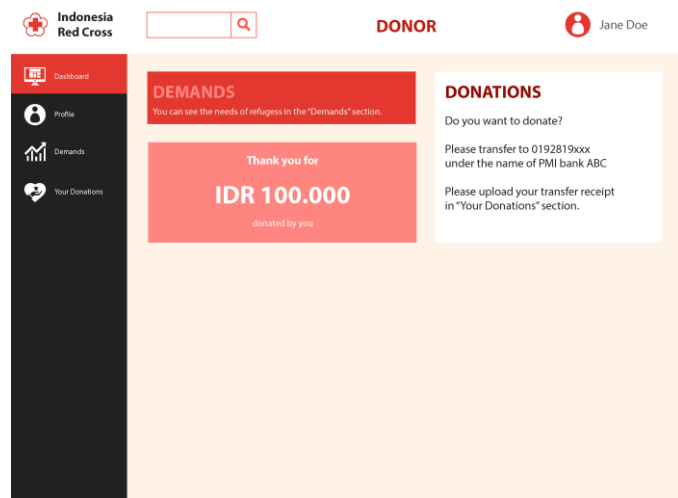 Indonesia
Red Cross
DONOR
Jane Doe
Dashboard
Profile
Demands
Your Donations
DEMANDS
You can see the needs of refugess in the "Demands" section.
Thank you for
IDR 100.000
donated by you
DONATIONS
Do you want to donate?
Please transfer to 0192819xxx
under the name of PMI bank ABC
Please upload your transfer receipt
in "Your Donations" section.